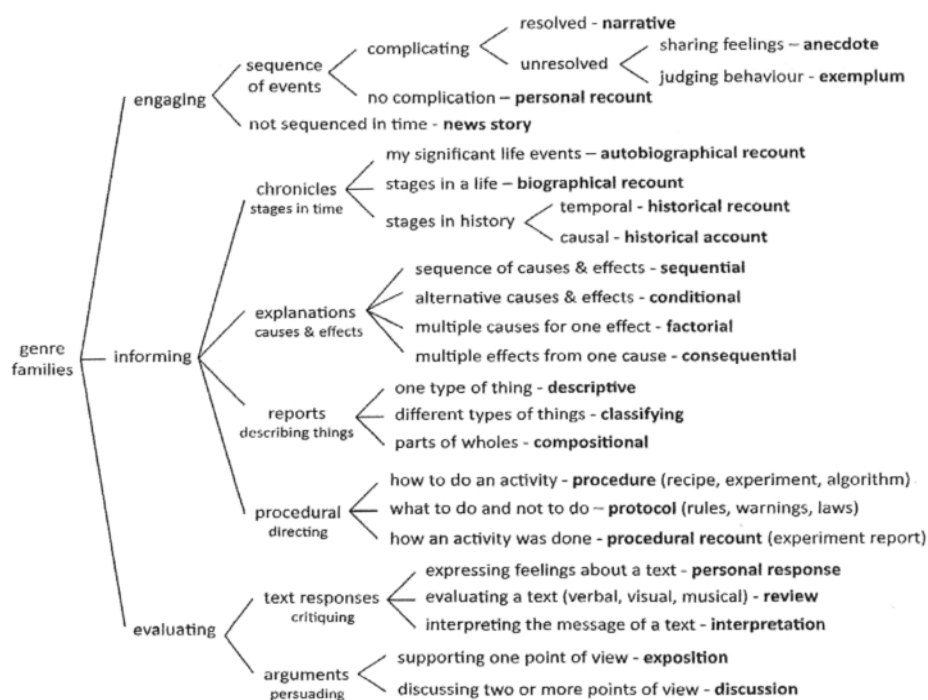 genre families
engaging
sequence of events
complicating
resolved - narrative
unresolved
sharing feelings – anecdote
judging behaviour - exemplum
no complication – personal recount
not sequenced in time - news story
informing
chronicles
stages in time
my significant life events – autobiographical recount
stages in a life – biographical recount
stages in history
temporal - historical recount
causal - historical account
explanations
causes & effects
sequence of causes & effects - sequential
alternative causes & effects - conditional
multiple causes for one effect - factorial
multiple effects from one cause - consequential
reports
describing things
one type of thing - descriptive
different types of things - classifying
parts of wholes - compositional
procedural
directing
how to do an activity - procedure (recipe, experiment, algorithm)
what to do and not to do – protocol (rules, warnings, laws)
how an activity was done - procedural recount (experiment report)
evaluating
text responses
critiquing
expressing feelings about a text - personal response
evaluating a text (verbal, visual, musical) - review
interpreting the message of a text - interpretation
arguments
persuading
supporting one point of view - exposition
discussing two or more points of view - discussion